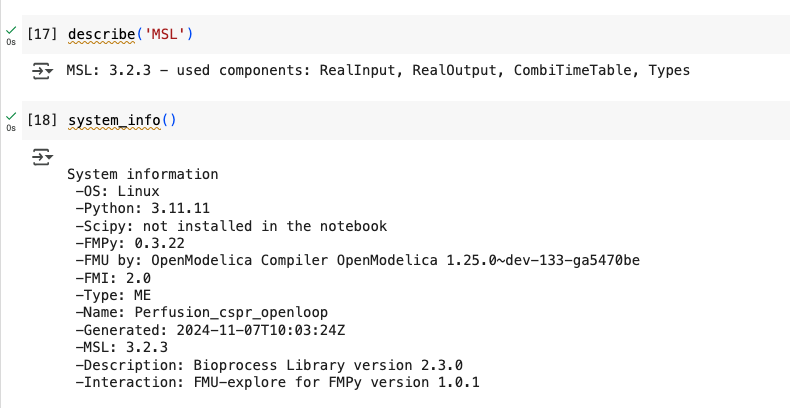 [17] describe('MSL')
0s
MSL: 3.2.3 - used components: RealInput, RealOutput, CombiTimeTable, Types
[18] system_info()
0s
System information
-OS: Linux
-Python: 3.11.11
-Scipy: not installed in the notebook
-FMPy: 0.3.22
-FMU by: OpenModelica Compiler OpenModelica 1.25.0~dev-133-ga5470be
-FMI: 2.0
-Type: ME
-Name: Perfusion_cspr_openloop
-Generated: 2024-11-07T10:03:24Z
-MSL: 3.2.3
-Description: Bioprocess Library version 2.3.0
-Interaction: FMU-explore for FMPy version 1.0.1